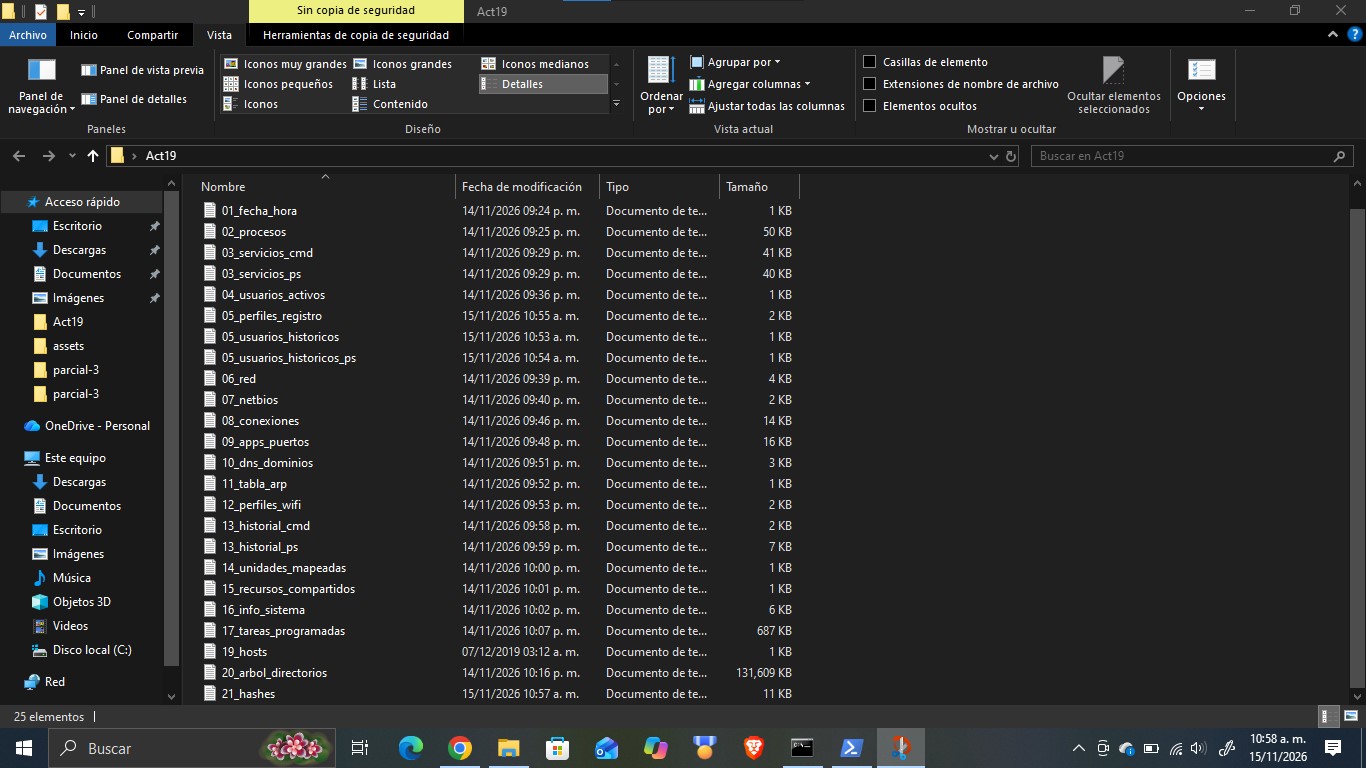 Sin copia de seguridad
Act19
Archivo Inicio Compartir Vista Herramientas de copia de seguridad
Panel de navegación
Panel de vista previa
Panel de detalles
Paneles
Iconos muy grandes Iconos grandes Iconos medianos
Iconos pequeños Lista Detalles
Iconos Contenido
Diseño
Ordenar por
Agrupar por
Agregar columnas
Ajustar todas las columnas
Vista actual
Casillas de elemento
Extensiones de nombre de archivo
Elementos ocultos
Ocultar elementos seleccionados
Mostrar u ocultar
Opciones
Act19
Buscar en Act19
Acceso rápido
Escritorio
Descargas
Documentos
Imágenes
Act19
assets
parcial-3
parcial-3
OneDrive - Personal
Este equipo
Descargas
Documentos
Escritorio
Imágenes
Música
Objetos 3D
Videos
Disco local (C:)
Red
Nombre Fecha de modificación Tipo Tamaño
01_fecha_hora 14/11/2026 09:24 p. m. Documento de te... 1 KB
02_procesos 14/11/2026 09:25 p. m. Documento de te... 50 KB
03_servicios_cmd 14/11/2026 09:29 p. m. Documento de te... 41 KB
03_servicios_ps 14/11/2026 09:29 p. m. Documento de te... 40 KB
04_usuarios_activos 14/11/2026 09:36 p. m. Documento de te... 1 KB
05_perfiles_registro 15/11/2026 10:55 a. m. Documento de te... 2 KB
05_usuarios_historicos 15/11/2026 10:53 a. m. Documento de te... 1 KB
05_usuarios_historicos_ps 15/11/2026 10:54 a. m. Documento de te... 1 KB
06_red 14/11/2026 09:39 p. m. Documento de te... 4 KB
07_netbios 14/11/2026 09:40 p. m. Documento de te... 2 KB
08_conexiones 14/11/2026 09:46 p. m. Documento de te... 14 KB
09_apps_puertos 14/11/2026 09:48 p. m. Documento de te... 16 KB
10_dns_dominios 14/11/2026 09:51 p. m. Documento de te... 3 KB
11_tabla_arp 14/11/2026 09:52 p. m. Documento de te... 1 KB
12_perfiles_wifi 14/11/2026 09:53 p. m. Documento de te... 2 KB
13_historial_cmd 14/11/2026 09:58 p. m. Documento de te... 2 KB
13_historial_ps 14/11/2026 09:59 p. m. Documento de te... 7 KB
14_unidades_mapeadas 14/11/2026 10:00 p. m. Documento de te... 1 KB
15_recursos_compartidos 14/11/2026 10:01 p. m. Documento de te... 1 KB
16_info_sistema 14/11/2026 10:02 p. m. Documento de te... 6 KB
17_tareas_programadas 14/11/2026 10:07 p. m. Documento de te... 687 KB
19_hosts 07/12/2019 03:12 a. m. Documento de te... 1 KB
20_arbol_directorios 14/11/2026 10:16 p. m. Documento de te... 131,609 KB
21_hashes 15/11/2026 10:57 a. m. Documento de te... 11 KB
25 elementos
Buscar
10:58 a. m.
15/11/2026